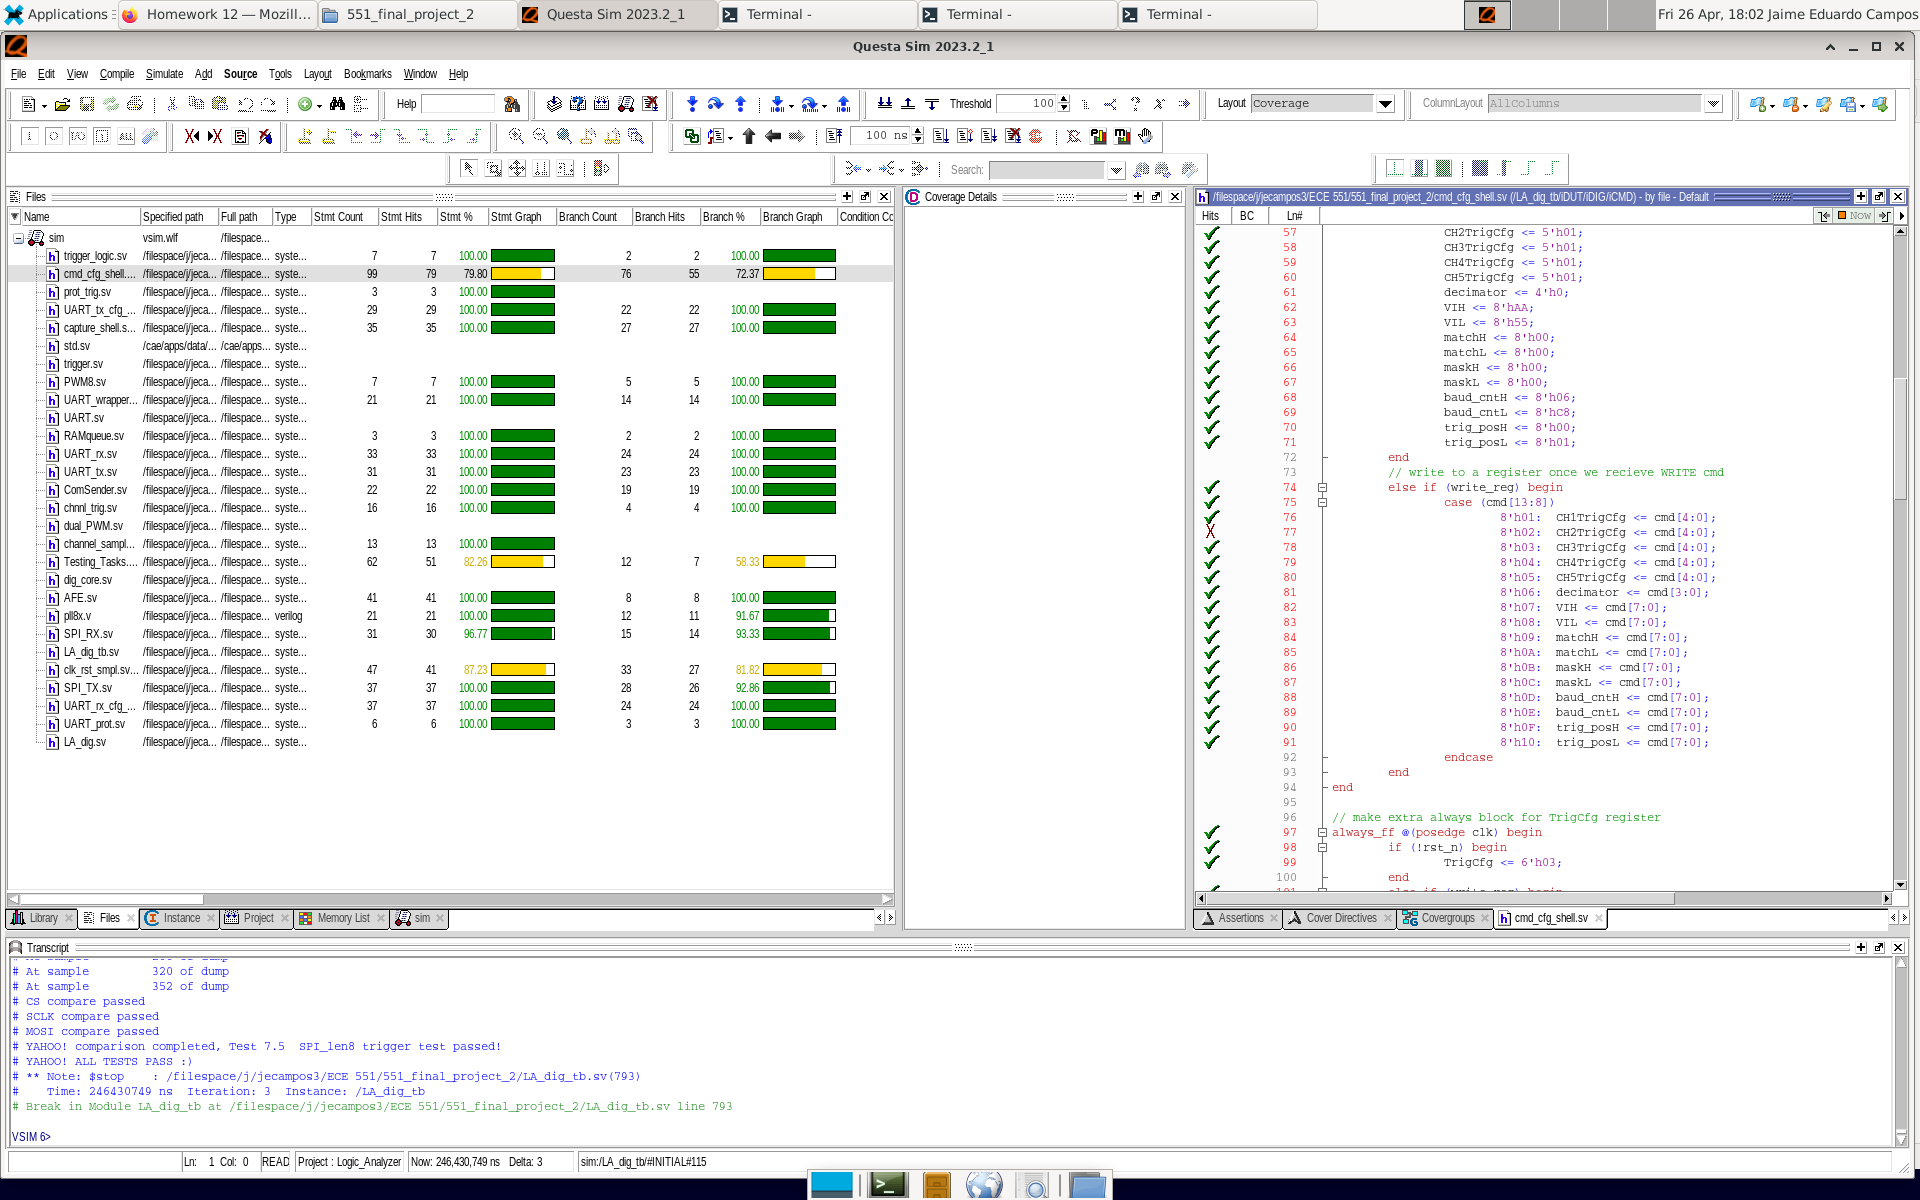 Applications
Homework 12 — Mozill...
551_final_project_2
Questa Sim 2023.2_1
Terminal -
Terminal -
Terminal -
Fri 26 Apr, 18:02 Jaime Eduardo Campos
Questa Sim 2023.2_1
File Edit View Compile Simulate Add Source Tools Layout Bookmarks Window Help
Help
Threshold 100
Layout Coverage
ColumnLayout AllColumns
100 ns
Search:
Files
Name Specified path Full path Type Stmt Count Stmt Hits Stmt % Stmt Graph Branch Count Branch Hits Branch % Branch Graph Condition Co
sim vsim.wlf /filespace...
trigger_logic.sv /filespace/j/jeca... /filespace... syste... 7 7 100.00 2 2 100.00
cmd_cfg_shell.... /filespace/j/jeca... /filespace... syste... 99 79 79.80 76 55 72.37
prot_trig.sv /filespace/j/jeca... /filespace... syste... 3 3 100.00
UART_tx_cfg_... /filespace/j/jeca... /filespace... syste... 29 29 100.00 22 22 100.00
capture_shell.s... /filespace/j/jeca... /filespace... syste... 35 35 100.00 27 27 100.00
std.sv /cae/apps/data/... /cae/apps... syste...
trigger.sv /filespace/j/jeca... /filespace... syste...
PWM8.sv /filespace/j/jeca... /filespace... syste... 7 7 100.00 5 5 100.00
UART_wrapper... /filespace/j/jeca... /filespace... syste... 21 21 100.00 14 14 100.00
UART.sv /filespace/j/jeca... /filespace... syste...
RAMqueue.sv /filespace/j/jeca... /filespace... syste... 3 3 100.00 2 2 100.00
UART_rx.sv /filespace/j/jeca... /filespace... syste... 33 33 100.00 24 24 100.00
UART_tx.sv /filespace/j/jeca... /filespace... syste... 31 31 100.00 23 23 100.00
ComSender.sv /filespace/j/jeca... /filespace... syste... 22 22 100.00 19 19 100.00
chnnl_trig.sv /filespace/j/jeca... /filespace... syste... 16 16 100.00 4 4 100.00
dual_PWM.sv /filespace/j/jeca... /filespace... syste...
channel_sampl... /filespace/j/jeca... /filespace... syste... 13 13 100.00
Testing_Tasks.... /filespace/j/jeca... /filespace... syste... 62 51 82.26 12 7 58.33
dig_core.sv /filespace/j/jeca... /filespace... syste...
AFE.sv /filespace/j/jeca... /filespace... syste... 41 41 100.00 8 8 100.00
pll8x.v /filespace/j/jeca... /filespace... verilog 21 21 100.00 12 11 91.67
SPI_RX.sv /filespace/j/jeca... /filespace... syste... 31 30 96.77 15 14 93.33
LA_dig_tb.sv /filespace/j/jeca... /filespace... syste...
clk_rst_smpl.sv... /filespace/j/jeca... /filespace... syste... 47 41 87.23 33 27 81.82
SPI_TX.sv /filespace/j/jeca... /filespace... syste... 37 37 100.00 28 26 92.86
UART_rx_cfg_... /filespace/j/jeca... /filespace... syste... 37 37 100.00 24 24 100.00
UART_prot.sv /filespace/j/jeca... /filespace... syste... 6 6 100.00 3 3 100.00
LA_dig.sv /filespace/j/jeca... /filespace... syste...
Library Files Instance Project Memory List sim
Coverage Details
/filespace/j/jecampos3/ECE 551/551_final_project_2/cmd_cfg_shell.sv (/LA_dig_tb/iDUT/iDIG/iCMD) - by file - Default
Hits BC Ln# Now
57 CH2TrigCfg <= 5'h01;
58 CH3TrigCfg <= 5'h01;
59 CH4TrigCfg <= 5'h01;
60 CH5TrigCfg <= 5'h01;
61 decimator <= 4'h0;
62 VIH <= 8'hAA;
63 VIL <= 8'h55;
64 matchH <= 8'h00;
65 matchL <= 8'h00;
66 maskH <= 8'h00;
67 maskL <= 8'h00;
68 baud_cntH <= 8'h06;
69 baud_cntL <= 8'hC8;
70 trig_posH <= 8'h00;
71 trig_posL <= 8'h01;
72 end
73 // write to a register once we recieve WRITE cmd
74 else if (write_reg) begin
75 case (cmd[13:8])
76 8'h01: CH1TrigCfg <= cmd[4:0];
77 8'h02: CH2TrigCfg <= cmd[4:0];
78 8'h03: CH3TrigCfg <= cmd[4:0];
79 8'h04: CH4TrigCfg <= cmd[4:0];
80 8'h05: CH5TrigCfg <= cmd[4:0];
81 8'h06: decimator <= cmd[3:0];
82 8'h07: VIH <= cmd[7:0];
83 8'h08: VIL <= cmd[7:0];
84 8'h09: matchH <= cmd[7:0];
85 8'h0A: matchL <= cmd[7:0];
86 8'h0B: maskH <= cmd[7:0];
87 8'h0C: maskL <= cmd[7:0];
88 8'h0D: baud_cntH <= cmd[7:0];
89 8'h0E: baud_cntL <= cmd[7:0];
90 8'h0F: trig_posH <= cmd[7:0];
91 8'h10: trig_posL <= cmd[7:0];
92 endcase
93 end
94 end
95
96 // make extra always block for TrigCfg register
97 always_ff @(posedge clk) begin
98 if (!rst_n) begin
99 TrigCfg <= 6'h03;
100 end
Assertions Cover Directives Covergroups cmd_cfg_shell.sv
Transcript
# At sample 320 of dump
# At sample 352 of dump
# CS compare passed
# SCLK compare passed
# MOSI compare passed
# YAHOO! comparison completed, Test 7.5 SPI_len8 trigger test passed!
# YAHOO! ALL TESTS PASS :)
# ** Note: $stop : /filespace/j/jecampos3/ECE 551/551_final_project_2/LA_dig_tb.sv(793)
# Time: 246430749 ns Iteration: 3 Instance: /LA_dig_tb
# Break in Module LA_dig_tb at /filespace/j/jecampos3/ECE 551/551_final_project_2/LA_dig_tb.sv line 793
VSIM 6>
Ln: 1 Col: 0 READ Project : Logic_Analyzer Now: 246,430,749 ns Delta: 3 sim:/LA_dig_tb/#INITIAL#115